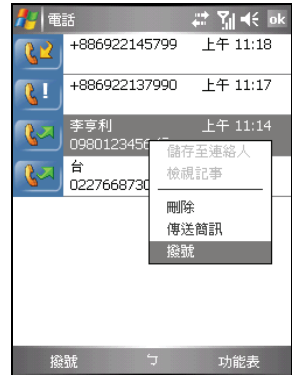 電話 ok
+886922145799 上午 11:18
+886922137990 上午 11:17
李亨利 上午 11:14
0980123456
台
0227668730
儲存至連絡人
檢視記事
刪除
傳送簡訊
撥號
撥號 ㄅ 功能表